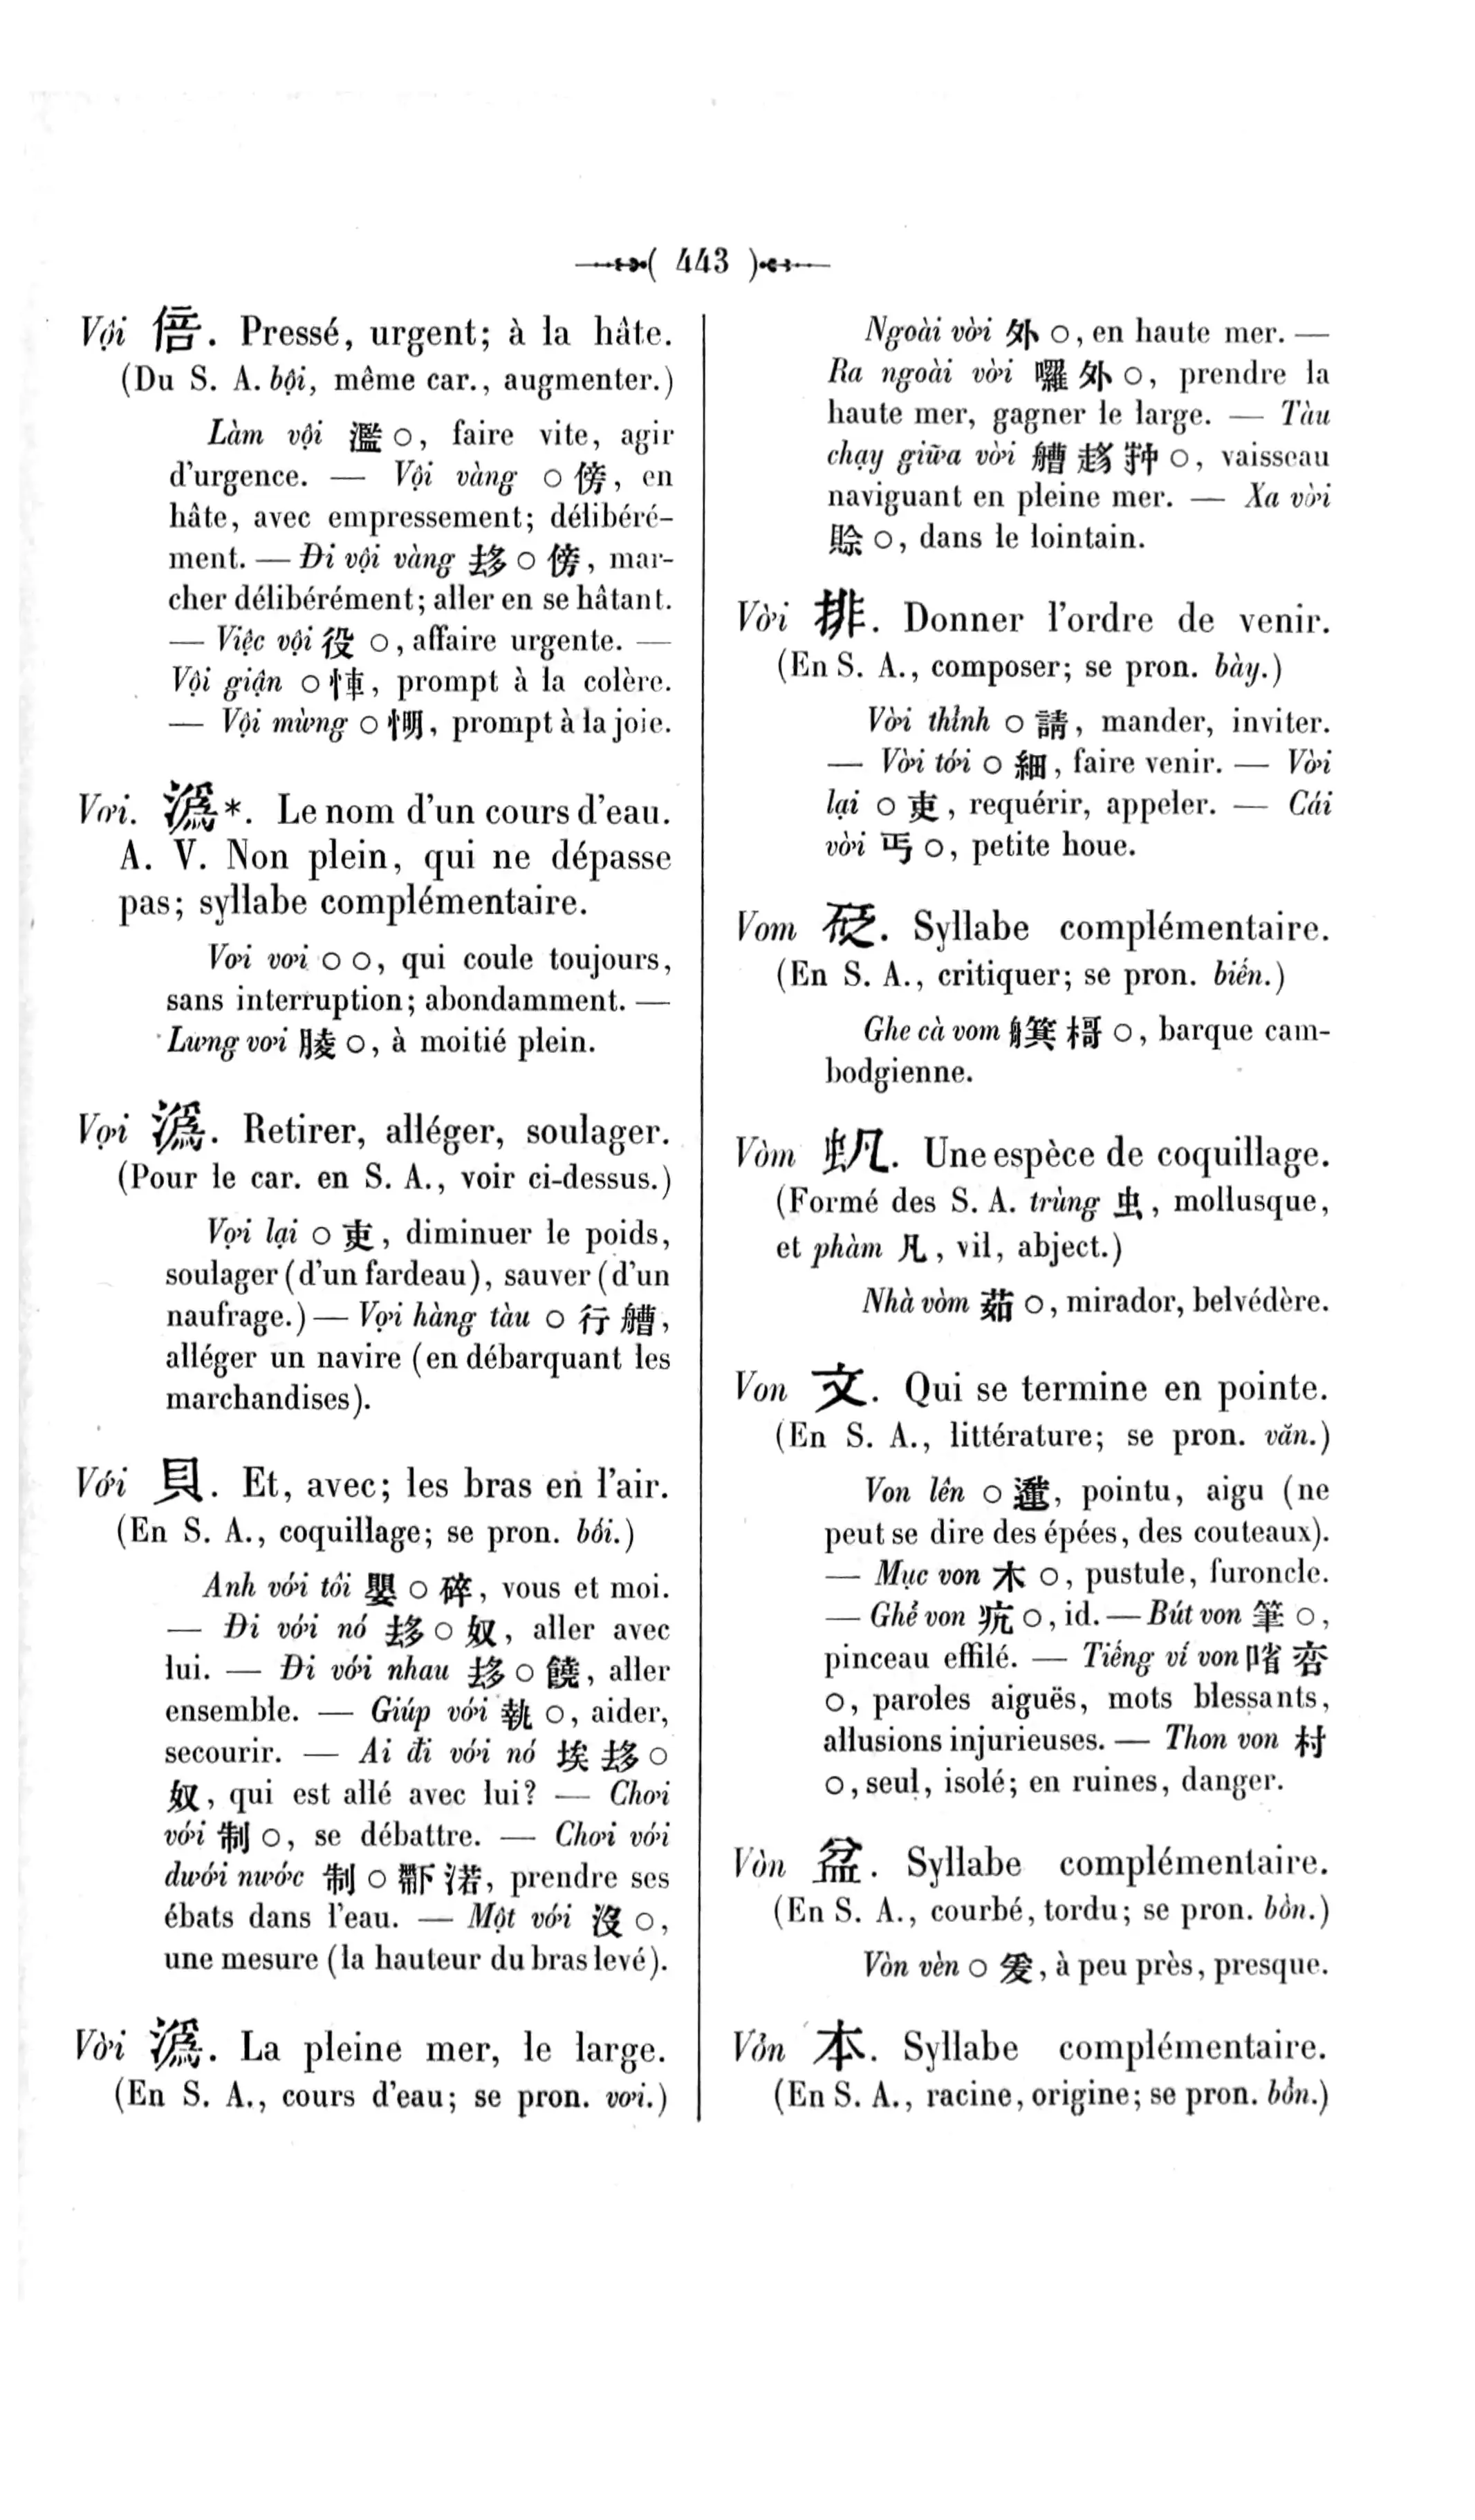 ( 443 )
Vội 倍. Pressé, urgent; à la hâte.
(Du S. A. bội, même car., augmenter.)
Làm vội 濫 ○, faire vite, agir
d'urgence. — Vội vàng ○ 傍, en
hâte, avec empressement; délibéré-
ment. — Đi vội vàng 𠫾 ○ 傍, mar-
cher délibérément; aller en se hâtant.
— Việc vội 役 ○, affaire urgente. —
Vội giận ○ 𢠇, prompt à la colère.
— Vội mừng ○ 𢜠, prompt à la joie.
Vơi. 潙 *. Le nom d'un cours d'eau.
A. V. Non plein, qui ne dépasse
pas; syllabe complémentaire.
Vơi vơi ○ ○, qui coule toujours,
sans interruption; abondamment. —
Lưng vơi ○, à moitié plein.
Vợi 潙. Retirer, alléger, soulager.
(Pour le car. en S. A., voir ci-dessus.)
Vợi lại ○ 吏, diminuer le poids,
soulager (d'un fardeau), sauver (d'un
naufrage.) — Vợi hàng tàu ○ 行 艚,
alléger un navire (en débarquant les
marchandises).
Với 貝. Et, avec; les bras en l'air.
(En S. A., coquillage; se pron. bối.)
Anh với tôi 嬰 ○ 碎, vous et moi.
— Đi với nó 𠫾 ○ 奴, aller avec
lui. — Đi với nhau 𠫾 ○ 饒, aller
ensemble. — Giúp với 執 ○, aider,
secourir. — Ai đi với nó 埃 𠫾 ○
奴, qui est allé avec lui? — Chơi
với 制 ○, se débattre. — Chơi với
dưới nước 制 ○ 𤲂 渃, prendre ses
ébats dans l'eau. — Một với 沒 ○,
une mesure (la hauteur du bras levé).
Vời 潙. La pleine mer, le large.
(En S. A., cours d'eau; se pron. vơi.)
Ngoài vời 外 ○, en haute mer. —
Ra ngoài vời 囉 外 ○, prendre la
haute mer, gagner le large. — Tàu
chạy giữa vời 艚 ○, vaisseau
naviguant en pleine mer. — Xa vời
賒 ○, dans le lointain.
Vời 排. Donner l'ordre de venir.
(En S. A., composer; se pron. bày.)
Vời thỉnh ○ 請, mander, inviter.
— Vời tới ○ 細, faire venir. — Vời
lại ○ 吏, requérir, appeler. — Cái
vời 丐 ○, petite houe.
Vom 砭. Syllabe complémentaire.
(En S. A., critiquer; se pron. biến.)
Ghe cà vom 𦪵 榾 ○, barque cam-
bodgienne.
Vòm 䖠. Une espèce de coquillage.
(Formé des S. A. trùng 虫, mollusque,
et phàm 凡, vil, abject.)
Nhà vòm 茹 ○, mirador, belvédère.
Von 文. Qui se termine en pointe.
(En S. A., littérature; se pron. văn.)
Von lên ○ 𨖲, pointu, aigu (ne
peut se dire des épées, des couteaux).
— Mục von 木 ○, pustule, furoncle.
— Ghẻ von 疕 ○, id. — Bút von 筆 ○,
pinceau effilé. — Tiếng ví von 㗂
○, paroles aiguës, mots blessants,
allusions injurieuses. — Thon von 村
○, seul, isolé; en ruines, danger.
Vòn 盆. Syllabe complémentaire.
(En S. A., courbé, tordu; se pron. bòn.)
Vòn vèn ○ 爰, à peu près, presque.
Vỏn 本. Syllabe complémentaire.
(En S. A., racine, origine; se pron. bổn.)